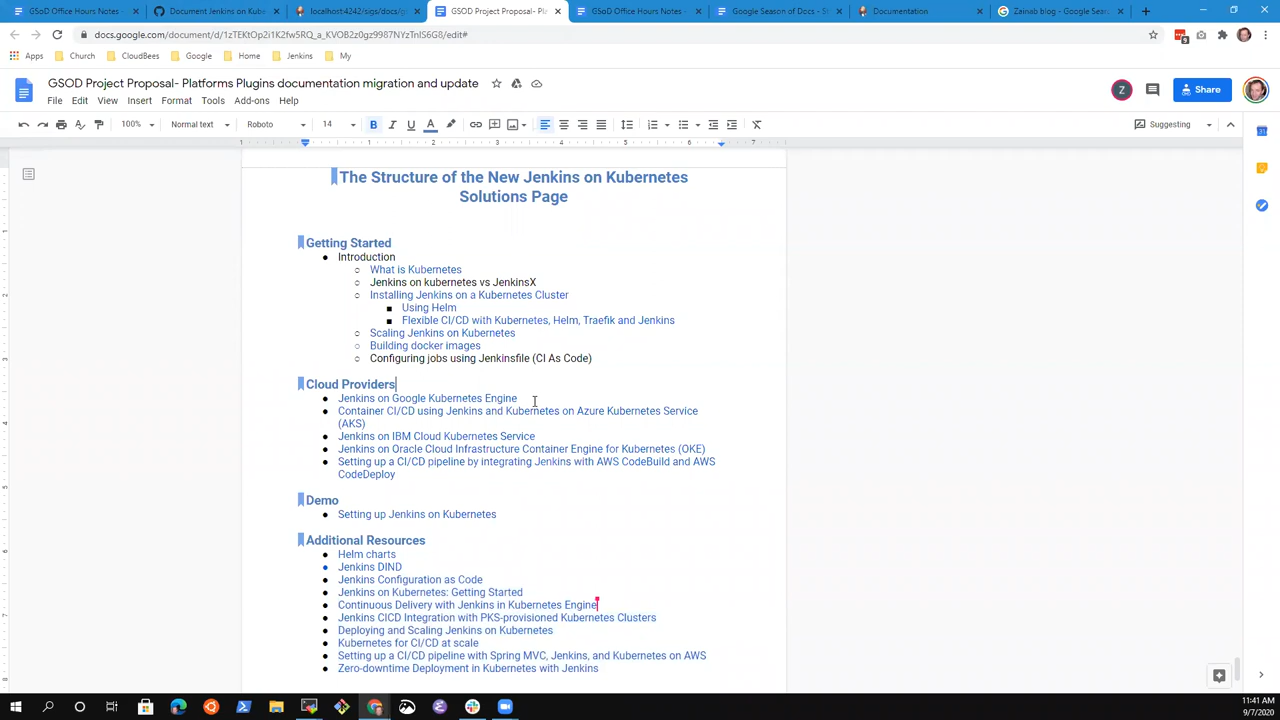 GSoD Office Hours Notes -
Document Jenkins on Kube
localhost:4242/sigs/docs/gs
GSOD Project Proposal- Pla
GSoD Office Hours Notes -
Google Season of Docs - S
Documentation
Zainab blog - Google Sea
docs.google.com/document/d/1zTEKtOp2i1K2fw5RQ_a_KVOB2z0gz9987NYzTnIS6G8/edit#
Apps
Church
CloudBees
Google
Home
Jenkins
My
GSOD Project Proposal- Platforms Plugins documentation migration and update
File Edit View Insert Format Tools Add-ons Help
Z
Share
100% Normal text Roboto 14 B I U A
Suggesting
1 1 2 3 4 5 6 7
The Structure of the New Jenkins on Kubernetes
Solutions Page
Getting Started
● Introduction
○ What is Kubernetes
○ Jenkins on kubernetes vs JenkinsX
○ Installing Jenkins on a Kubernetes Cluster
■ Using Helm
■ Flexible CI/CD with Kubernetes, Helm, Traefik and Jenkins
○ Scaling Jenkins on Kubernetes
○ Building docker images
○ Configuring jobs using Jenkinsfile (CI As Code)
Cloud Providers
● Jenkins on Google Kubernetes Engine
● Container CI/CD using Jenkins and Kubernetes on Azure Kubernetes Service
(AKS)
● Jenkins on IBM Cloud Kubernetes Service
● Jenkins on Oracle Cloud Infrastructure Container Engine for Kubernetes (OKE)
● Setting up a CI/CD pipeline by integrating Jenkins with AWS CodeBuild and AWS
CodeDeploy
Demo
● Setting up Jenkins on Kubernetes
Additional Resources
● Helm charts
● Jenkins DIND
● Jenkins Configuration as Code
● Jenkins on Kubernetes: Getting Started
● Continuous Delivery with Jenkins in Kubernetes Engine
● Jenkins CICD Integration with PKS-provisioned Kubernetes Clusters
● Deploying and Scaling Jenkins on Kubernetes
● Kubernetes for CI/CD at scale
● Setting up a CI/CD pipeline with Spring MVC, Jenkins, and Kubernetes on AWS
● Zero-downtime Deployment in Kubernetes with Jenkins
11:41 AM
9/7/2020